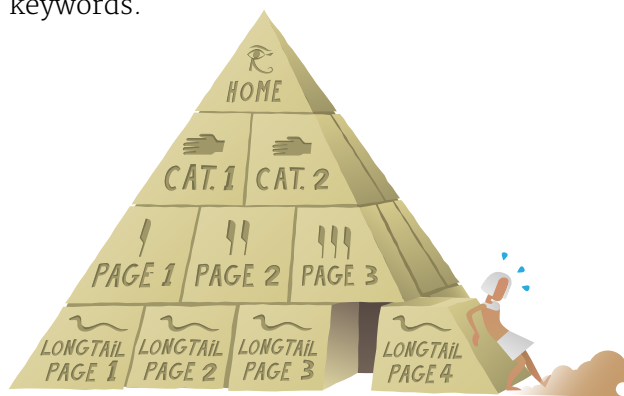 keywords.
HOME
CAT. 1 CAT. 2
PAGE 1 PAGE 2 PAGE 3
LONGTAIL LONGTAIL LONGTAIL LONGTAIL
PAGE 1 PAGE 2 PAGE 3 PAGE 4